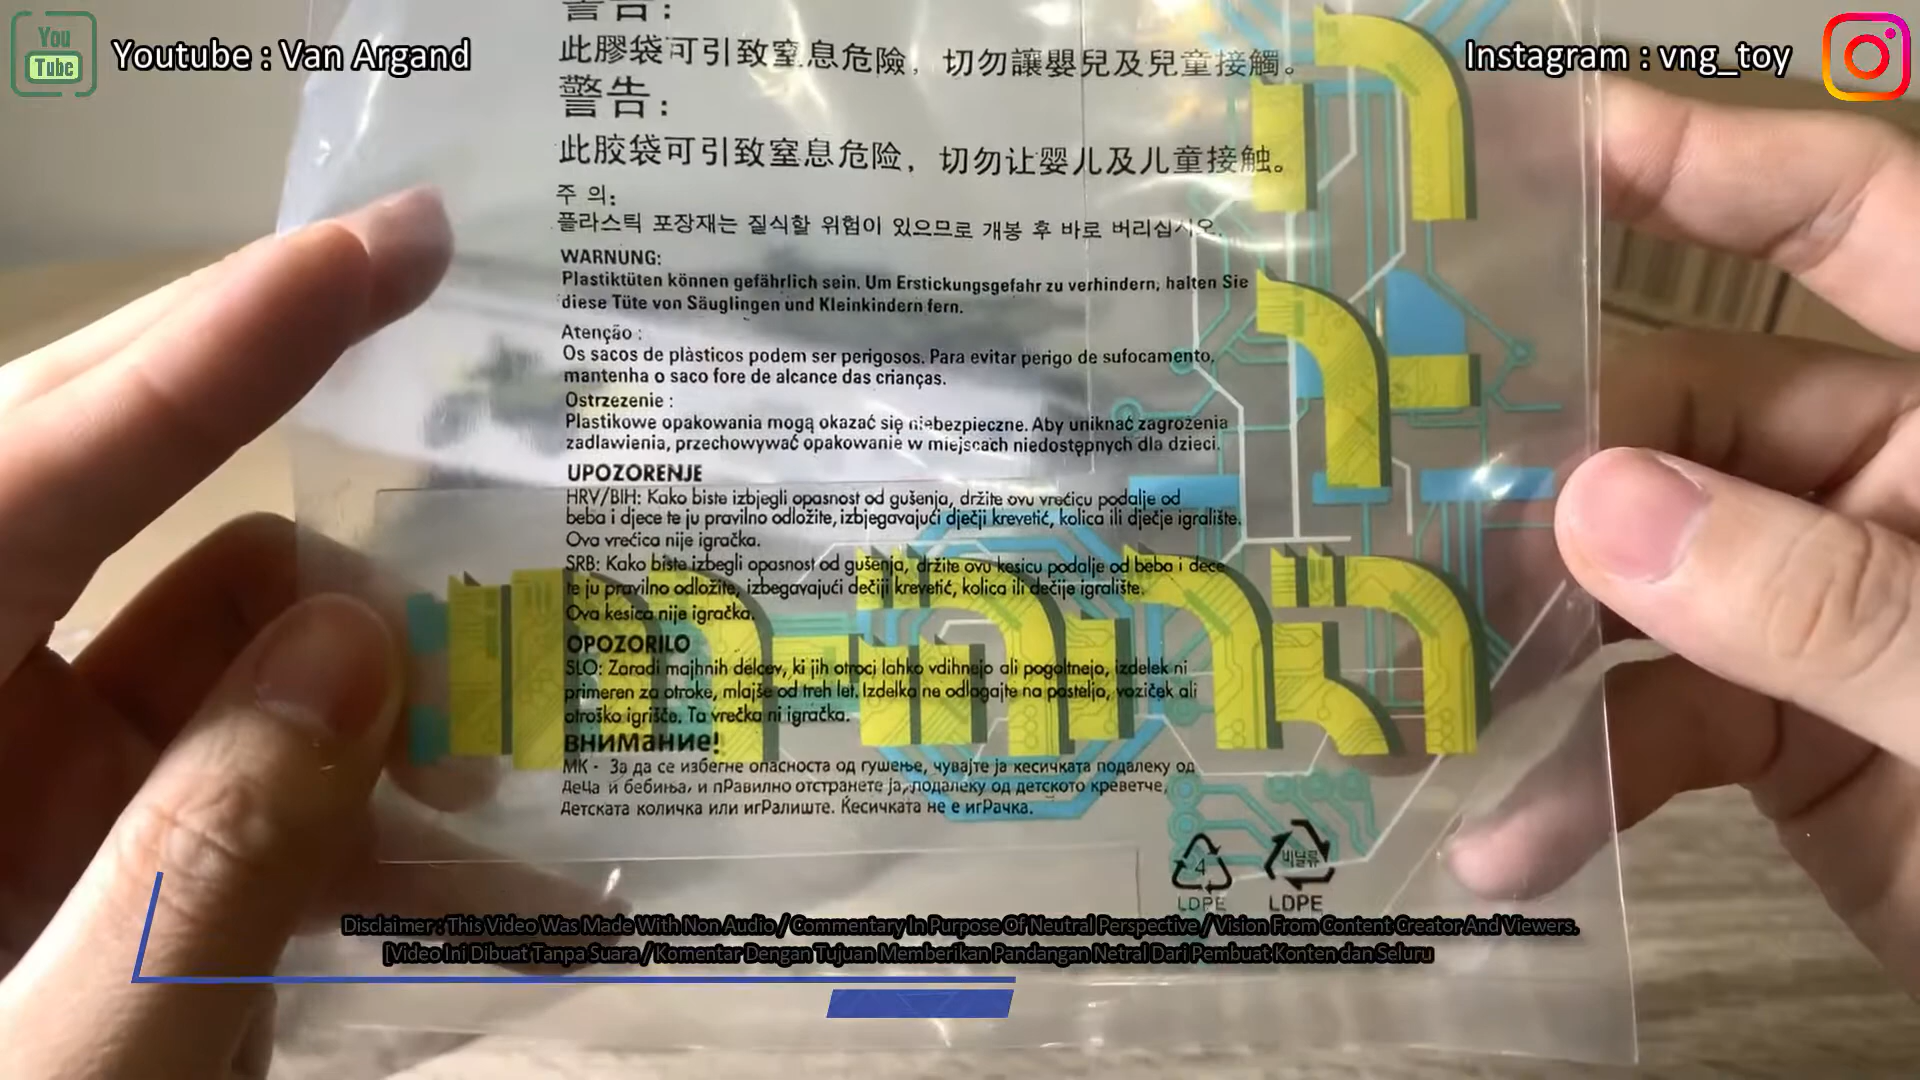 You
Tube
Youtube : Van Argand
Instagram : vng_toy
警告:
此膠袋可引致窒息危險, 切勿讓嬰兒及兒童接觸。
警告:
此胶袋可引致窒息危险, 切勿让婴儿及儿童接触。
주 의:
플라스틱 포장재는 질식할 위험이 있으므로 개봉 후 바로 버리십시오.
WARNUNG:
Plastiktüten können gefährlich sein. Um Erstickungsgefahr zu verhindern, halten Sie
diese Tüte von Säuglingen und Kleinkindern fern.
Atenção :
Os sacos de plàsticos podem ser perigosos. Para evitar perigo de sufocamento,
mantenha o saco fore de alcance das crianças.
Ostrzezenie :
Plastikowe opakowania mogą okazać się niebezpieczne. Aby uniknać zagrożenia
zadlawienia, przechowywać opakowanie w miejscach niedostępnych dla dzieci.
UPOZORENJE
HRV/BIH: Kako biste izbjegli opasnost od gušenja, držite ovu vrećicu podalje od
beba i djece te ju pravilno odložite, izbjegavajući dječji krevetić, kolica ili dječje igralište.
Ova vrećica nije igračka.
SRB: Kako biste izbegli opasnost od gušenja, držite ovu kesicu podalje od beba i dece
te ju pravilno odložite, izbegavajući dečiji krevetić, kolica ili dečije igralište.
Ova kesica nije igračka.
OPOZORILO
SLO: Zaradi majhnih delcev, ki jih otroci lahko vdihnejo ali pogoltnejo, izdelek ni
primeren za otroke, mlajše od treh let. Izdelka ne odlagajte na posteljo, voziček ali
otroško igrišče. Ta vrečka ni igračka.
ВНИМАНИЕ!
МК - За да се избегне опасноста од гушење, чувајте ја кесичката подалеку од
деца и бебиња, и правилно отстранете ја, подалеку од детското креветче,
детската количка или игралиште. Кесичката не е играчка.
4
LDPE
비닐류
LDPE
Disclaimer : This Video Was Made With Non Audio / Commentary In Purpose Of Neutral Perspective / Vision From Content Creator And Viewers.
[Video Ini Dibuat Tanpa Suara / Komentar Dengan Tujuan Memberikan Pandangan Netral Dari Pembuat Konten dan Seluru